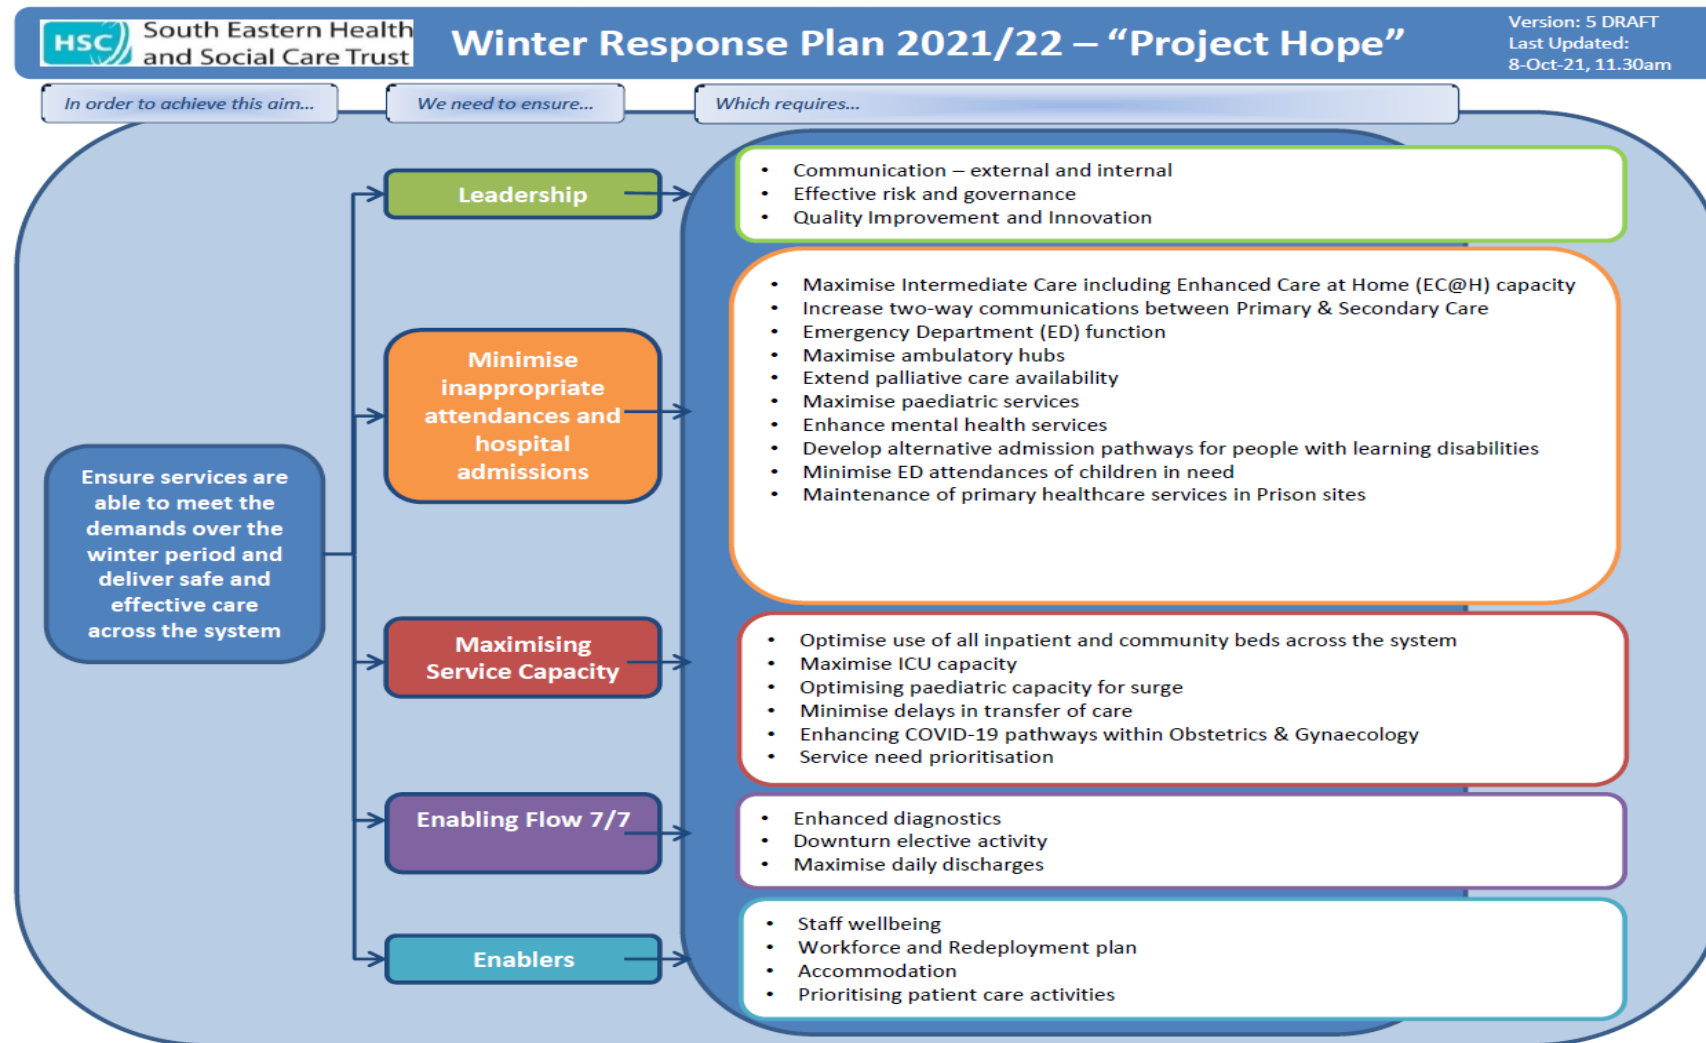 HSC
South Eastern Health
and Social Care Trust
Winter Response Plan 2021/22 – “Project Hope”
Version: 5 DRAFT
Last Updated:
8-Oct-21, 11.30am
In order to achieve this aim...
We need to ensure...
Which requires...
Ensure services are
able to meet the
demands over the
winter period and
deliver safe and
effective care
across the system
Leadership
• Communication – external and internal
• Effective risk and governance
• Quality Improvement and Innovation
Minimise
inappropriate
attendances and
hospital
admissions
• Maximise Intermediate Care including Enhanced Care at Home (EC@H) capacity
• Increase two-way communications between Primary & Secondary Care
• Emergency Department (ED) function
• Maximise ambulatory hubs
• Extend palliative care availability
• Maximise paediatric services
• Enhance mental health services
• Develop alternative admission pathways for people with learning disabilities
• Minimise ED attendances of children in need
• Maintenance of primary healthcare services in Prison sites
Maximising
Service Capacity
• Optimise use of all inpatient and community beds across the system
• Maximise ICU capacity
• Optimising paediatric capacity for surge
• Minimise delays in transfer of care
• Enhancing COVID-19 pathways within Obstetrics & Gynaecology
• Service need prioritisation
Enabling Flow 7/7
• Enhanced diagnostics
• Downturn elective activity
• Maximise daily discharges
Enablers
• Staff wellbeing
• Workforce and Redeployment plan
• Accommodation
• Prioritising patient care activities